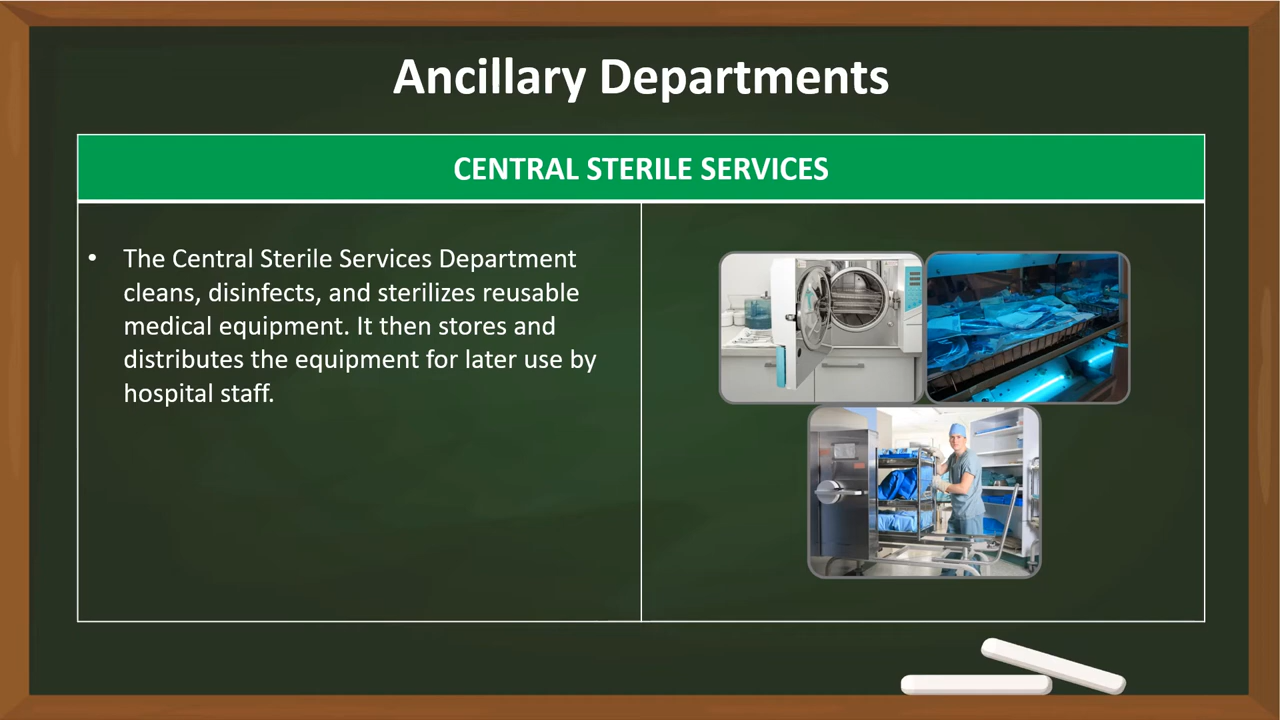 Ancillary Departments
CENTRAL STERILE SERVICES
• The Central Sterile Services Department
cleans, disinfects, and sterilizes reusable
medical equipment. It then stores and
distributes the equipment for later use by
hospital staff.